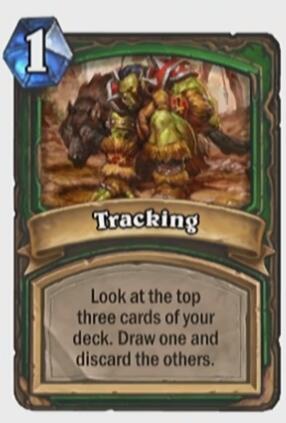 1
Tracking
Look at the top
three cards of your
deck. Draw one and
discard the others.